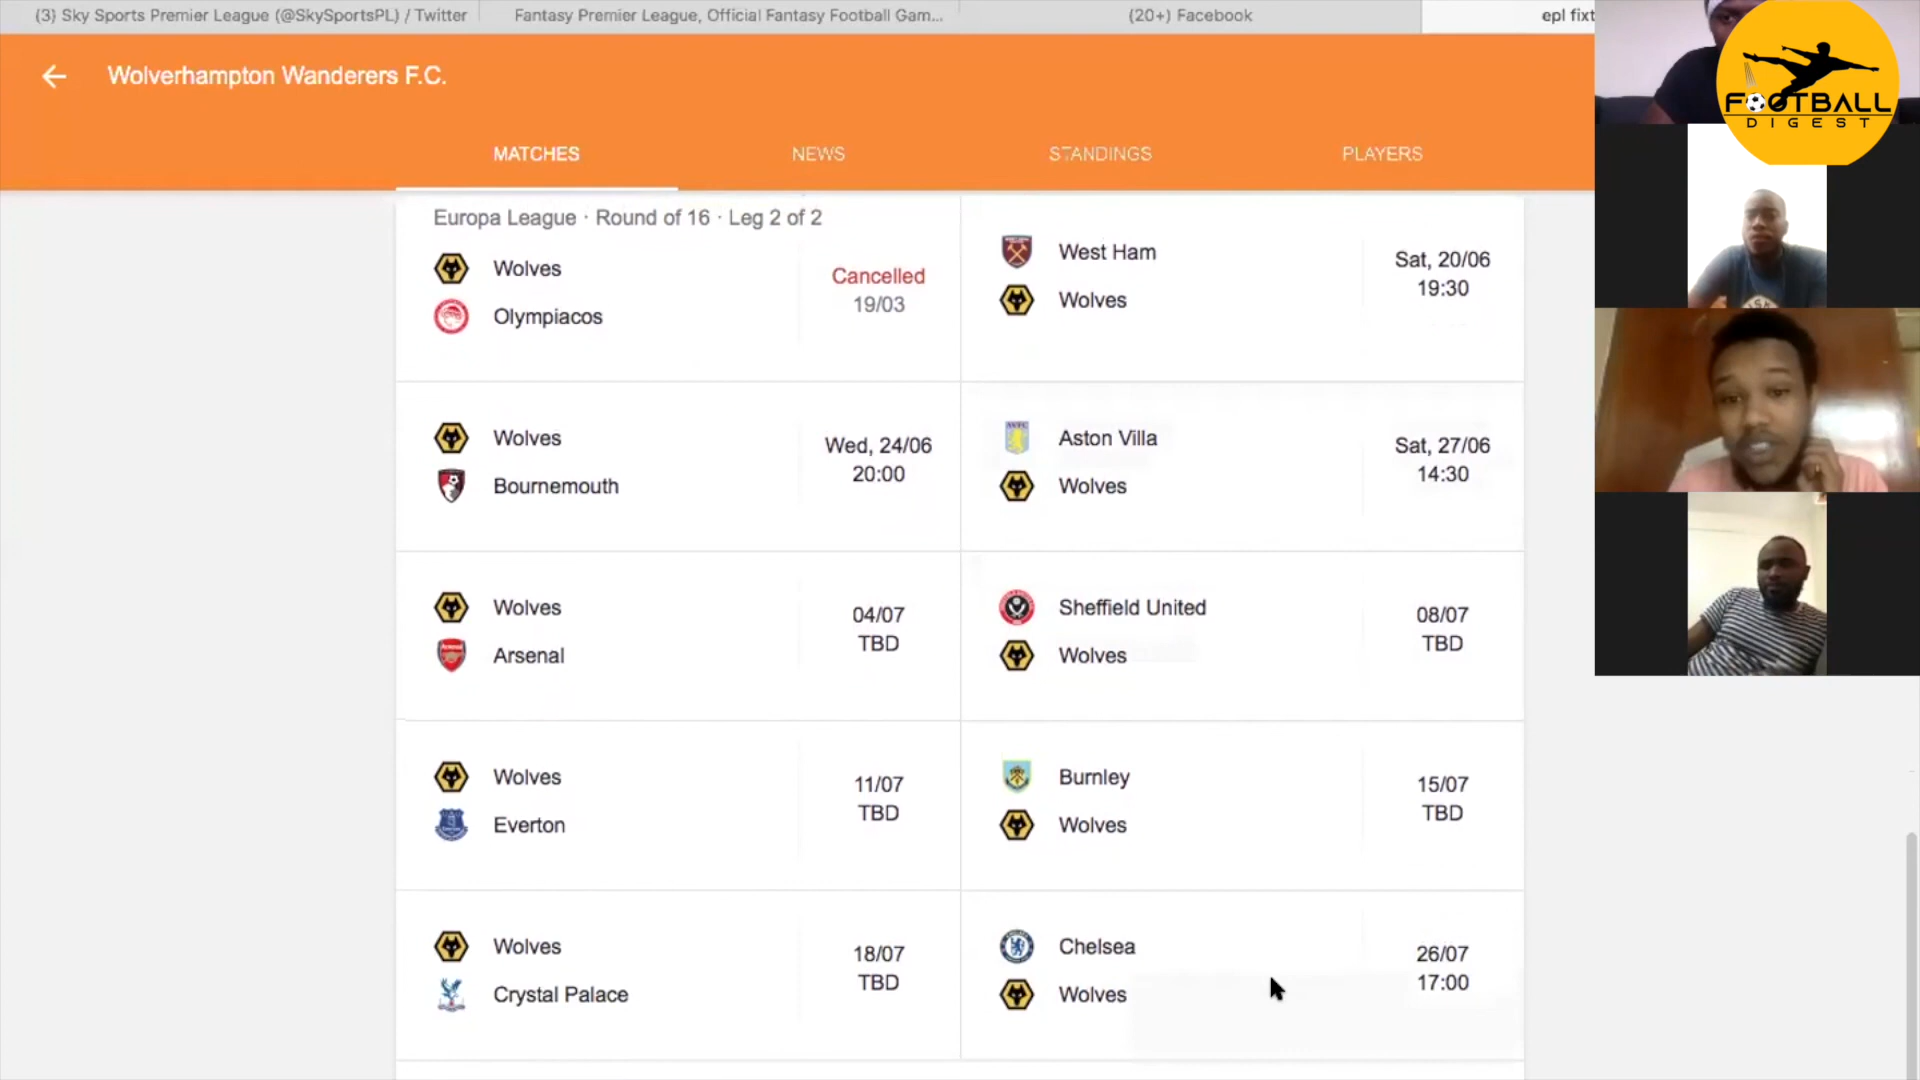 (3) Sky Sports Premier League (@SkySportsPL) / Twitter
Fantasy Premier League, Official Fantasy Football Gam...
(20+) Facebook
epl fixt
Wolverhampton Wanderers F.C.
MATCHES
NEWS
STANDINGS
PLAYERS
FOOTBALL
DIGEST
Europa League · Round of 16 · Leg 2 of 2
Wolves
Olympiacos
Cancelled
19/03
West Ham
Wolves
Sat, 20/06
19:30
Wolves
Bournemouth
Wed, 24/06
20:00
Aston Villa
Wolves
Sat, 27/06
14:30
Wolves
Arsenal
04/07
TBD
Sheffield United
Wolves
08/07
TBD
Wolves
Everton
11/07
TBD
Burnley
Wolves
15/07
TBD
Wolves
Crystal Palace
18/07
TBD
Chelsea
Wolves
26/07
17:00